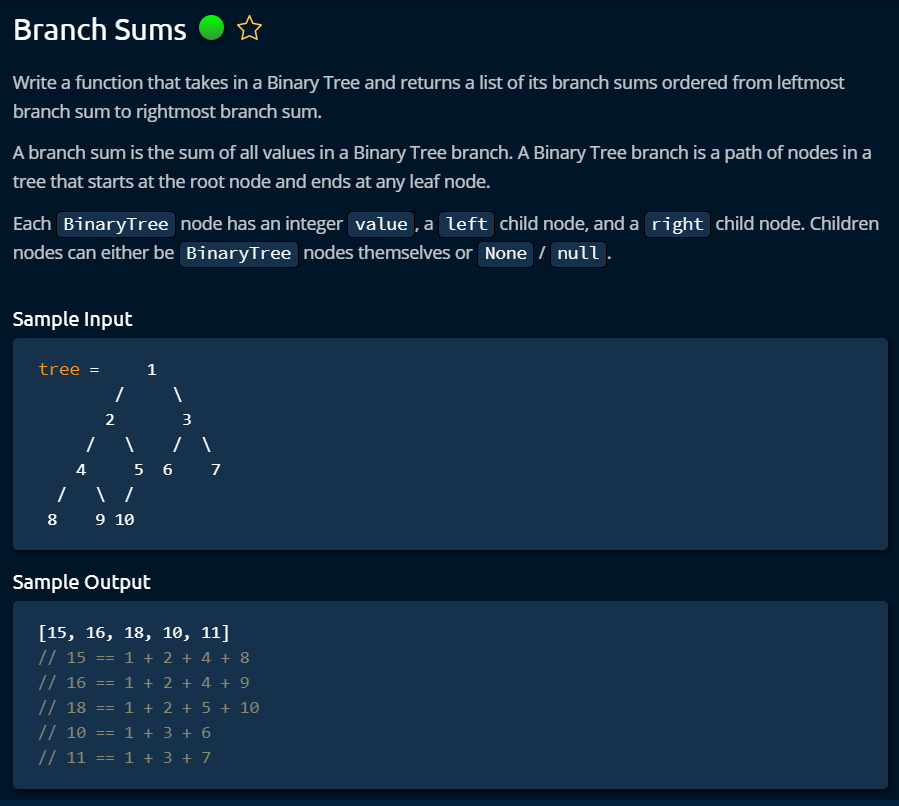 Branch Sums
Write a function that takes in a Binary Tree and returns a list of its branch sums ordered from leftmost
branch sum to rightmost branch sum.
A branch sum is the sum of all values in a Binary Tree branch. A Binary Tree branch is a path of nodes in a
tree that starts at the root node and ends at any leaf node.
Each BinaryTree node has an integer value, a left child node, and a right child node. Children
nodes can either be BinaryTree nodes themselves or None / null.
Sample Input
tree =     1
        /     \
       2       3
     /   \    /  \
    4     5  6    7
  /   \  /
 8    9 10
Sample Output
[15, 16, 18, 10, 11]
// 15 == 1 + 2 + 4 + 8
// 16 == 1 + 2 + 4 + 9
// 18 == 1 + 2 + 5 + 10
// 10 == 1 + 3 + 6
// 11 == 1 + 3 + 7